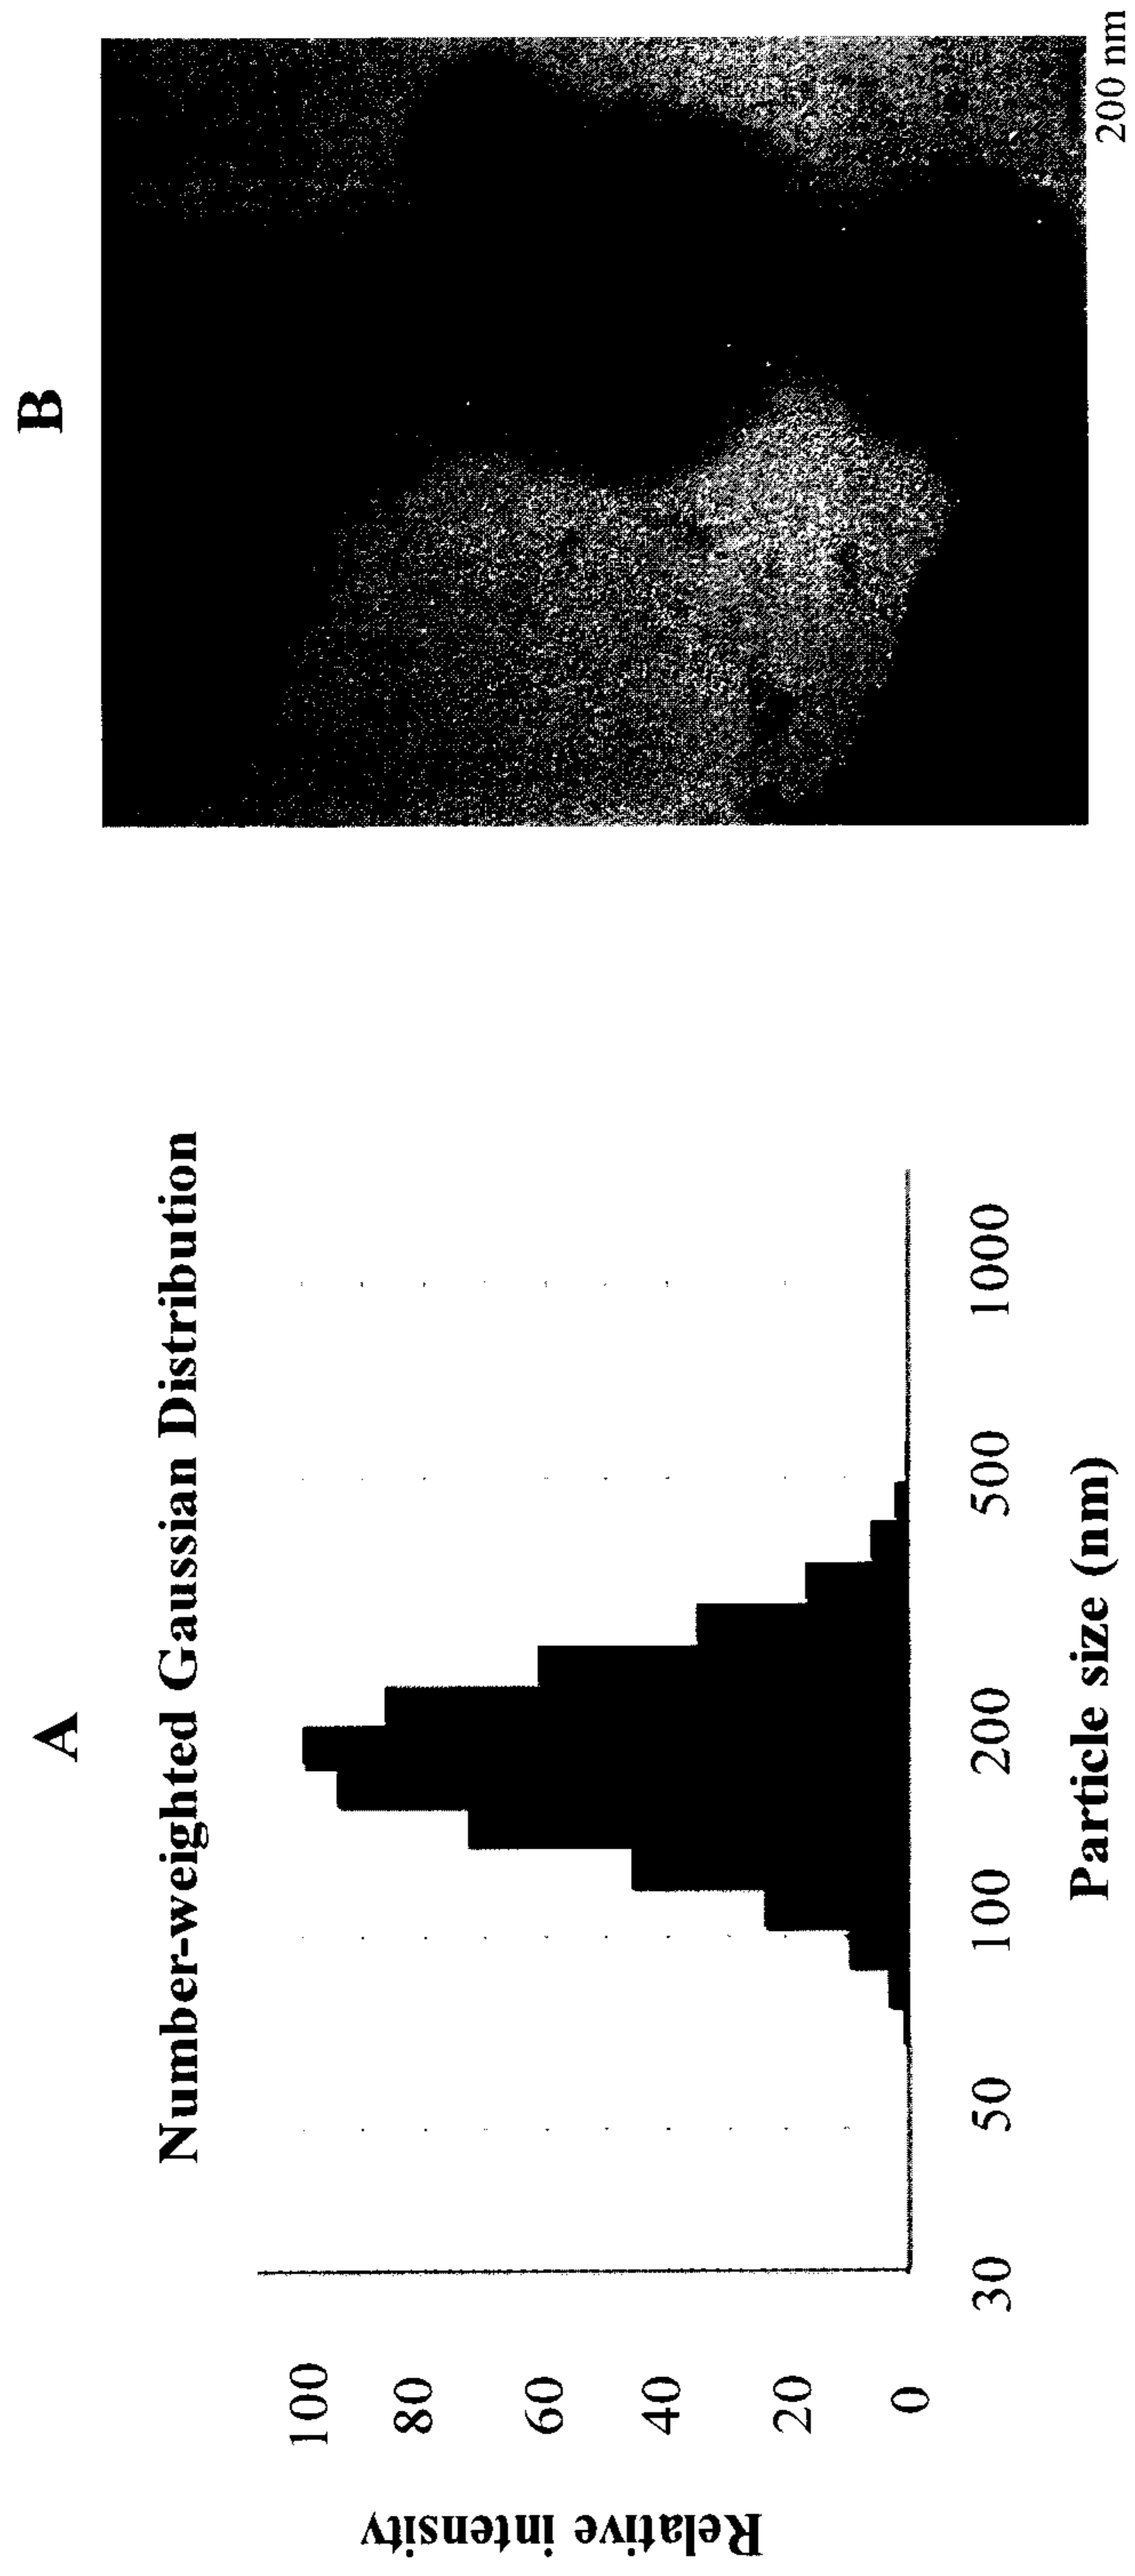 A
Number-weighted Gaussian Distribution
Relative intensity
100
80
60
40
20
0
30 50 100 200 500 1000
Particle size (nm)
B
200 nm